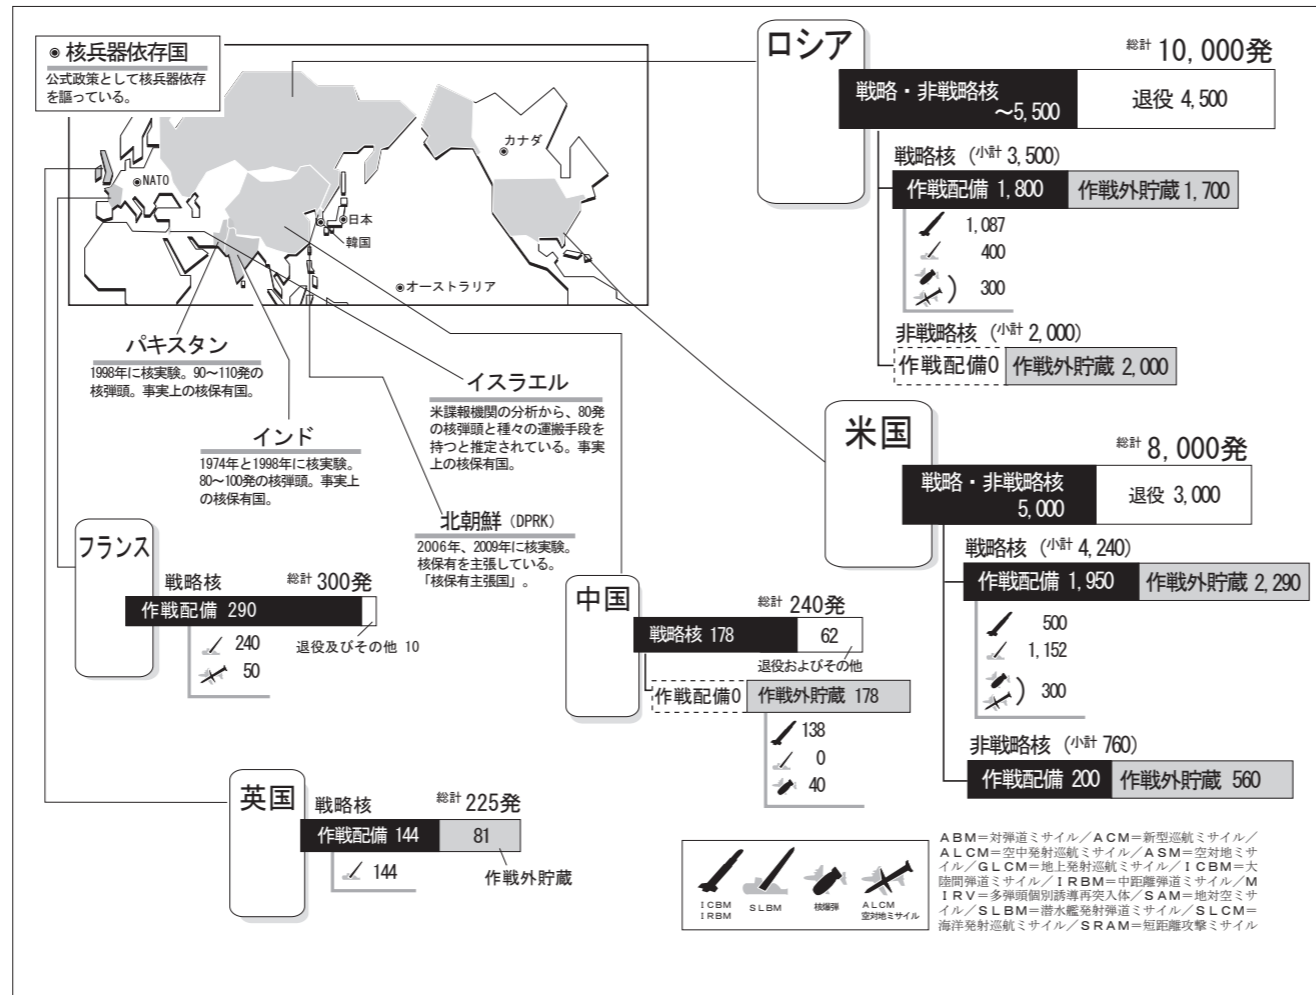 ◉ 核兵器依存国
公式政策として核兵器依存
を謳っている。
NATO
カナダ
日本
韓国
オーストラリア
パキスタン
1998年に核実験。90～110発の
核弾頭。事実上の核保有国。
インド
1974年と1998年に核実験。
80～100発の核弾頭。事実上
の核保有国。
イスラエル
米諜報機関の分析から、80発
の核弾頭と種々の運搬手段を
持つと推定されている。事実
上の核保有国。
北朝鮮（DPRK）
2006年、2009年に核実験。
核保有を主張している。
「核保有主張国」。
ロシア
総計 10,000発
戦略・非戦略核
～5,500
退役 4,500
戦略核（小計 3,500）
作戦配備 1,800
作戦外貯蔵 1,700
1,087
400
300
非戦略核（小計 2,000）
作戦配備0
作戦外貯蔵 2,000
米国
総計 8,000発
戦略・非戦略核
5,000
退役 3,000
戦略核（小計 4,240）
作戦配備 1,950
作戦外貯蔵 2,290
500
1,152
300
非戦略核（小計 760）
作戦配備 200
作戦外貯蔵 560
フランス
戦略核
総計 300発
作戦配備 290
退役及びその他 10
240
50
中国
総計 240発
戦略核 178
62
退役およびその他
作戦配備0
作戦外貯蔵 178
138
0
40
英国
戦略核
総計 225発
作戦配備 144
81
144
作戦外貯蔵
ICBM
IRBM
SLBM
核爆弾
ALCM
空対地ミサイル
ABM＝対弾道ミサイル／ACM＝新型巡航ミサイル／
ALCM＝空中発射巡航ミサイル／ASM＝空対地ミサ
イル／GLCM＝地上発射巡航ミサイル／ICBM＝大
陸間弾道ミサイル／IRBM＝中距離弾道ミサイル／M
IRV＝多弾頭個別誘導再突入体／SAM＝地対空ミサ
イル／SLBM＝潜水艦発射弾道ミサイル／SLCM＝
海洋発射巡航ミサイル／SRAM＝短距離攻撃ミサイル